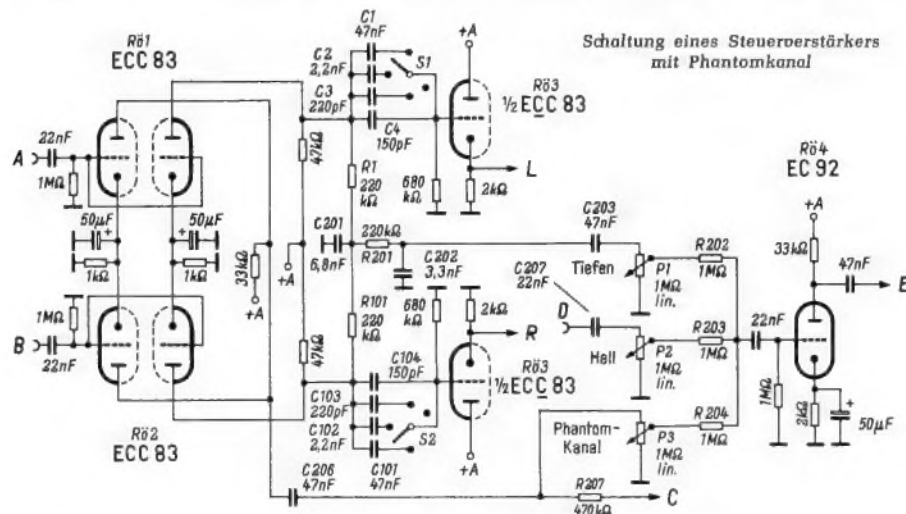 Schaltung eines Steuerverstärkers
mit Phantomkanal
Rö1
ECC 83
22nF
A
1MΩ
50µF
+
50µF
+
1kΩ
1kΩ
1MΩ
B
22nF
Rö2
ECC 83
33kΩ
+A
+A
47kΩ
47kΩ
C1
47nF
C2
2,2nF
C3
220pF
C4
150pF
S1
R1
220
kΩ
680
kΩ
+A
Rö3
½ECC 83
L
2kΩ
C201
6,8nF
220kΩ
R201
C202
3,3nF
R101
220
kΩ
680
kΩ
2kΩ
R
Rö3
½ECC 83
+A
C104
150pF
C103
220pF
C102
2,2nF
S2
C101
47nF
C206
47nF
C203
47nF
Tiefen
P1
1MΩ
lin.
R202
1MΩ
C207
22nF
D
Hall
P2
1MΩ
lin.
R203
1MΩ
Phantom-
Kanal
P3
1MΩ
lin.
R204
1MΩ
R207
470kΩ
C
22nF
1MΩ
Rö4
EC 92
+A
33kΩ
47nF
E
2kΩ
+
50µF